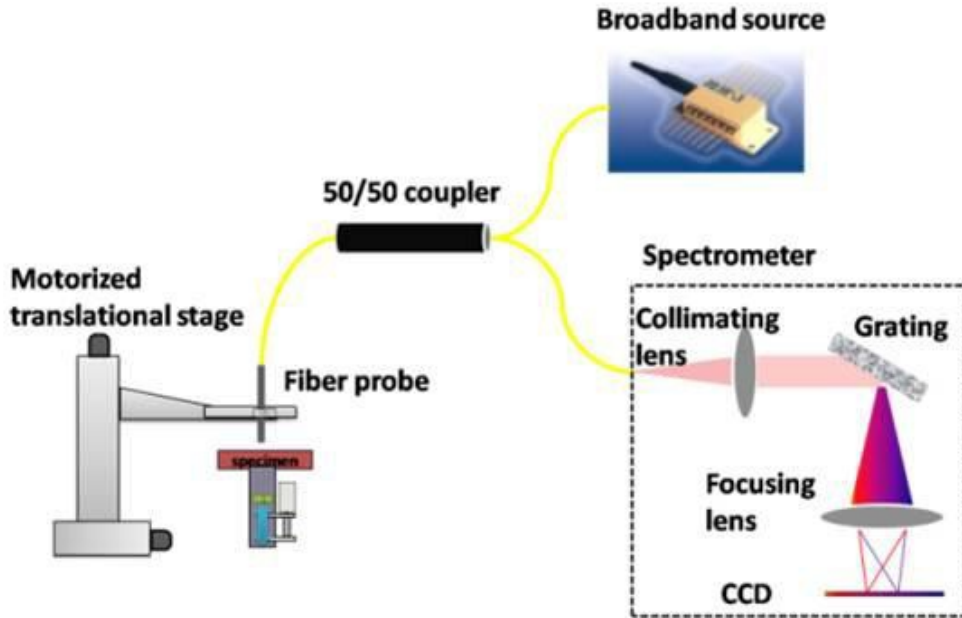 Broadband source
50/50 coupler
Motorized
translational stage
Spectrometer
Collimating
lens
Grating
Fiber probe
specimen
Focusing
lens
CCD